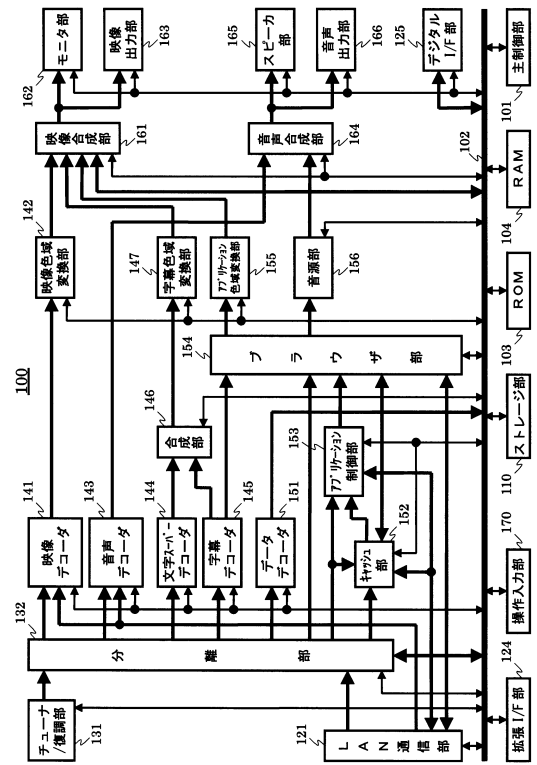 100
チューナ
/復調部
131
LAN通信部
121
分離部
132
映像
デコーダ
141
音声
デコーダ
143
文字スーパー
デコーダ
144
字幕
デコーダ
145
データ
デコーダ
151
キャッシュ
部
152
アプリケーション
制御部
153
合成部
146
ブラウザ部
154
映像色域
変換部
142
字幕色域
変換部
147
アプリケーション
色域変換部
155
音源部
156
映像合成部
161
音声合成部
164
モニタ部
162
映像
出力部
163
スピーカ
部
165
音声
出力部
166
デジタル
I/F部
125
102
拡張I/F部
124
操作入力部
170
ストレージ部
110
ROM
103
RAM
104
主制御部
101